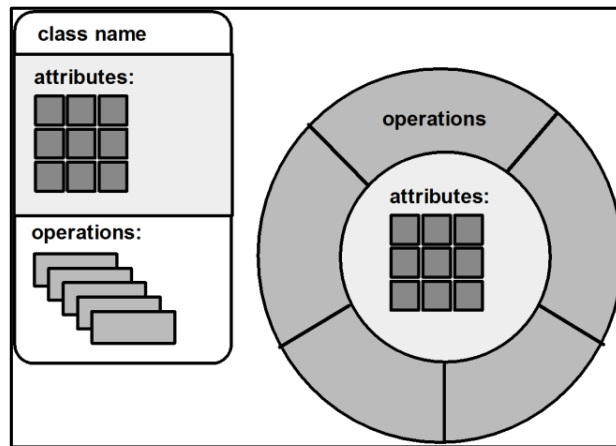 class name
attributes:
operations:
operations
attributes: